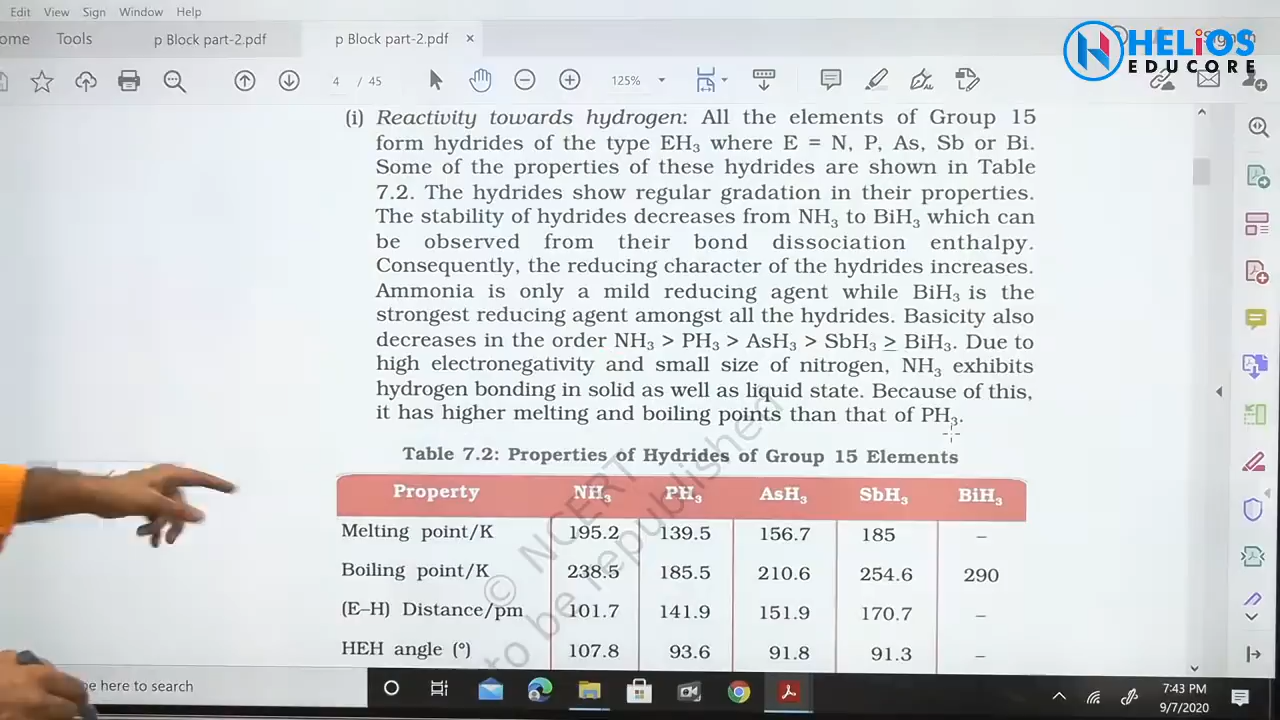 Edit View Sign Window Help
ome Tools p Block part-2.pdf p Block part-2.pdf ×
HELiOS
EDUCORE
4 / 45 125%
(i) Reactivity towards hydrogen: All the elements of Group 15
form hydrides of the type EH₃ where E = N, P, As, Sb or Bi.
Some of the properties of these hydrides are shown in Table
7.2. The hydrides show regular gradation in their properties.
The stability of hydrides decreases from NH₃ to BiH₃ which can
be observed from their bond dissociation enthalpy.
Consequently, the reducing character of the hydrides increases.
Ammonia is only a mild reducing agent while BiH₃ is the
strongest reducing agent amongst all the hydrides. Basicity also
decreases in the order NH₃ > PH₃ > AsH₃ > SbH₃ ≥ BiH₃. Due to
high electronegativity and small size of nitrogen, NH₃ exhibits
hydrogen bonding in solid as well as liquid state. Because of this,
it has higher melting and boiling points than that of PH₃.
Table 7.2: Properties of Hydrides of Group 15 Elements
Property NH₃ PH₃ AsH₃ SbH₃ BiH₃
Melting point/K 195.2 139.5 156.7 185 –
Boiling point/K 238.5 185.5 210.6 254.6 290
(E–H) Distance/pm 101.7 141.9 151.9 170.7 –
HEH angle (°) 107.8 93.6 91.8 91.3 –
© NCERT
to be republished
pe here to search
7:43 PM
9/7/2020